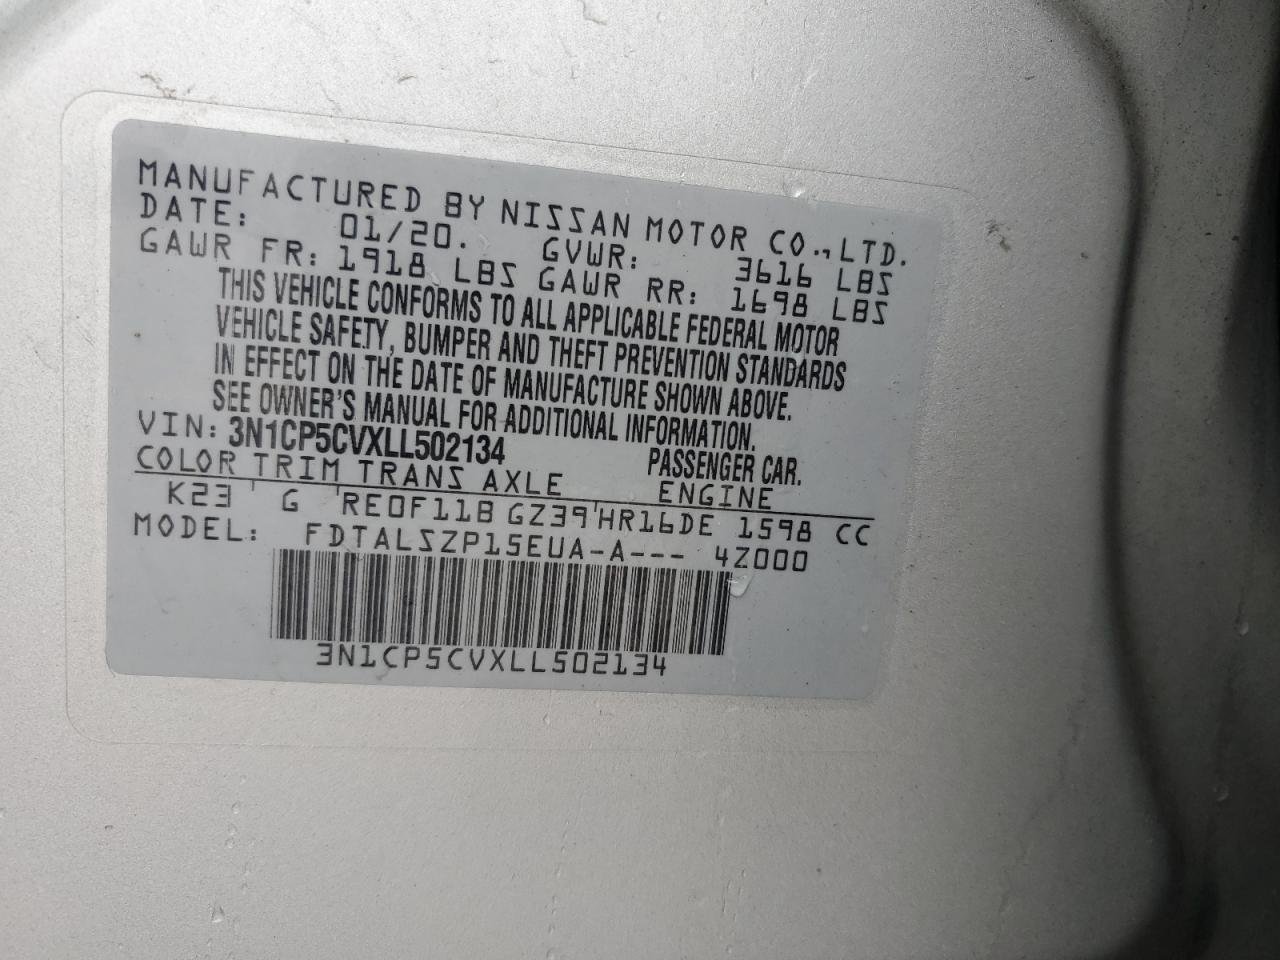 MANUFACTURED BY NISSAN MOTOR CO.,LTD.
DATE: 01/20. GVWR: 3616 LBS
GAWR FR: 1918 LBS GAWR RR: 1698 LBS
THIS VEHICLE CONFORMS TO ALL APPLICABLE FEDERAL MOTOR
VEHICLE SAFETY, BUMPER AND THEFT PREVENTION STANDARDS
IN EFFECT ON THE DATE OF MANUFACTURE SHOWN ABOVE.
SEE OWNER'S MANUAL FOR ADDITIONAL INFORMATION.
VIN: 3N1CP5CVXLL502134 PASSENGER CAR.
COLOR TRIM TRANS AXLE ENGINE
K23 ' G ' RE0F11B GZ39 ' HR16DE 1598 CC
MODEL: FDTALSZP15EUA-A--- 4Z000
3N1CP5CVXLL502134